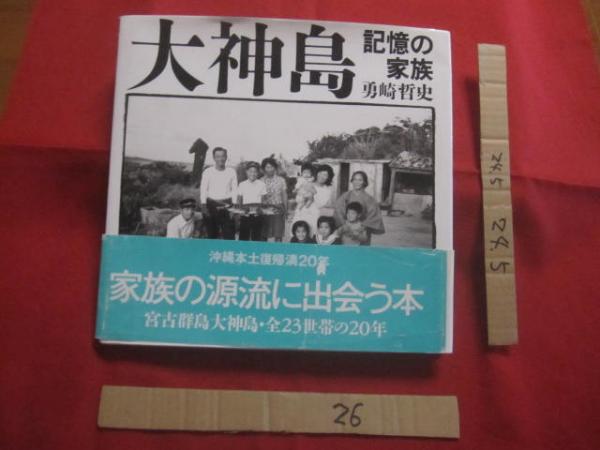 大神島
記憶の
家族
勇崎哲史
沖縄本土復帰満20年
家族の源流に出会う本
宮古群島大神島・全23世帯の20年
24.5
26